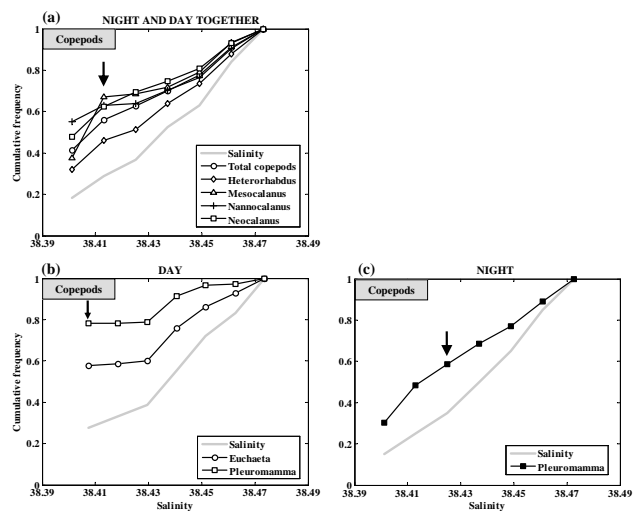 (a)
NIGHT AND DAY TOGETHER
Copepods
Cumulative frequency
1
0.8
0.6
0.4
0.2
0
38.39
38.41
38.43
38.45
38.47
38.49
Salinity
Total copepods
Heterorhabdus
Mesocalanus
Nannocalanus
Neocalanus
(b)
DAY
Copepods
Cumulative frequency
1
0.8
0.6
0.4
0.2
0
38.39
38.41
38.43
38.45
38.47
38.49
Salinity
Salinity
Euchaeta
Pleuromamma
(c)
NIGHT
Copepods
1
0.8
0.6
0.4
0.2
0
38.39
38.41
38.43
38.45
38.47
38.49
Salinity
Salinity
Pleuromamma